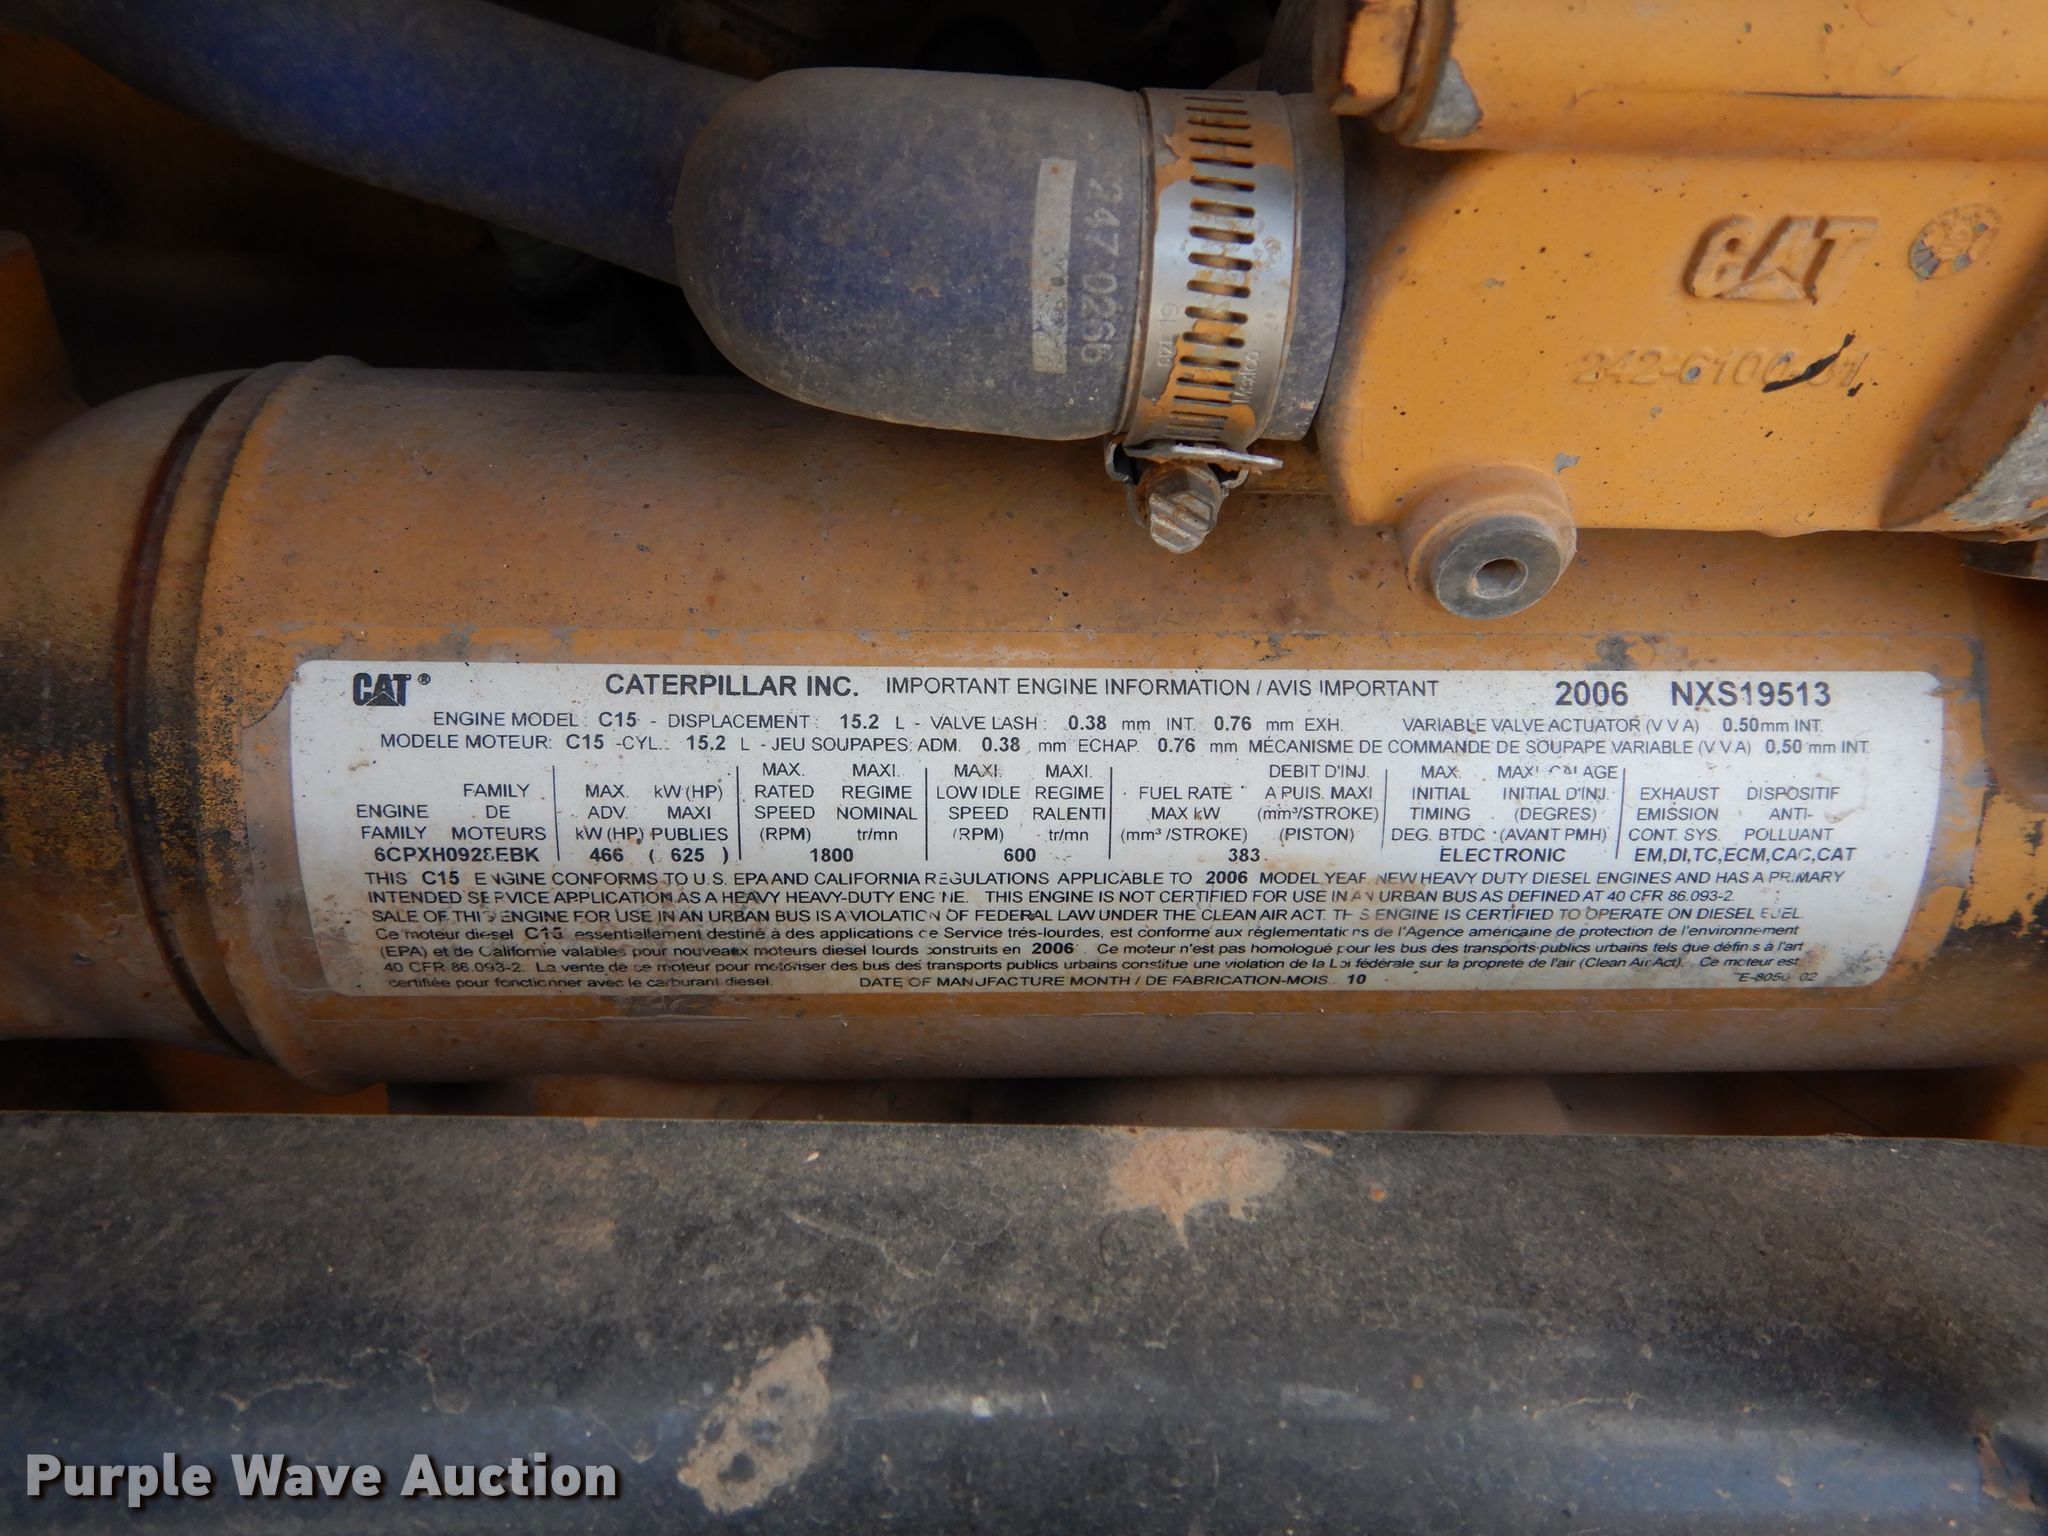 247 0266
SIZE 19
Mexico
CAT
242-6100-
CAT ® CATERPILLAR INC. IMPORTANT ENGINE INFORMATION / AVIS IMPORTANT 2006 NXS19513
ENGINE MODEL: C15 - DISPLACEMENT: 15.2 L - VALVE LASH: 0.38 mm INT. 0.76 mm EXH. VARIABLE VALVE ACTUATOR (V V A) 0.50 mm INT.
MODELE MOTEUR: C15 -CYL.: 15.2 L - JEU SOUPAPES: ADM. 0.38 mm ECHAP. 0.76 mm MÉCANISME DE COMMANDE DE SOUPAPE VARIABLE (V V A) 0.50 mm INT.
MAX. MAXI. MAXI. MAXI. DEBIT D'INJ. MAX. MAXI CALAGE
FAMILY MAX. kW (HP) RATED REGIME LOW IDLE REGIME FUEL RATE A PUIS. MAXI INITIAL INITIAL D'INJ. EXHAUST DISPOSITIF
ENGINE DE ADV. MAXI SPEED NOMINAL SPEED RALENTI MAX kW (mm³/STROKE) TIMING (DEGRES) EMISSION ANTI-
FAMILY MOTEURS kW (HP) PUBLIES (RPM) tr/mn (RPM) tr/mn (mm³ /STROKE) (PISTON) DEG. BTDC (AVANT PMH) CONT. SYS. POLLUANT
6CPXH0928EBK 466 ( 625 ) 1800 600 383 ELECTRONIC EM,DI,TC,ECM,CAC,CAT
THIS C15 ENGINE CONFORMS TO U.S. EPA AND CALIFORNIA REGULATIONS APPLICABLE TO 2006 MODEL YEAR NEW HEAVY DUTY DIESEL ENGINES AND HAS A PRIMARY
INTENDED SERVICE APPLICATION AS A HEAVY HEAVY-DUTY ENGINE. THIS ENGINE IS NOT CERTIFIED FOR USE IN AN URBAN BUS AS DEFINED AT 40 CFR 86.093-2.
SALE OF THIS ENGINE FOR USE IN AN URBAN BUS IS A VIOLATION OF FEDERAL LAW UNDER THE CLEAN AIR ACT. THIS ENGINE IS CERTIFIED TO OPERATE ON DIESEL FUEL.
Ce moteur diesel C15 essentiellement destiné à des applications de Service trés-lourdes, est conforme aux réglementations de l'Agence américaine de protection de l'environnement
(EPA) et de Californie valables pour nouveaux moteurs diesel lourds construits en 2006 Ce moteur n'est pas homologué pour les bus des transports publics urbains tels que définis à l'art
40 CFR 86.093-2. La vente de ce moteur pour motoriser des bus des transports publics urbains constitue une violation de la Loi fédérale sur la propreté de l'air (Clean Air Act). Ce moteur est
certifiée pour fonctionner avec le carburant diesel. DATE OF MANUFACTURE MONTH / DE FABRICATION-MOIS 10 E-8050 02
Purple Wave Auction